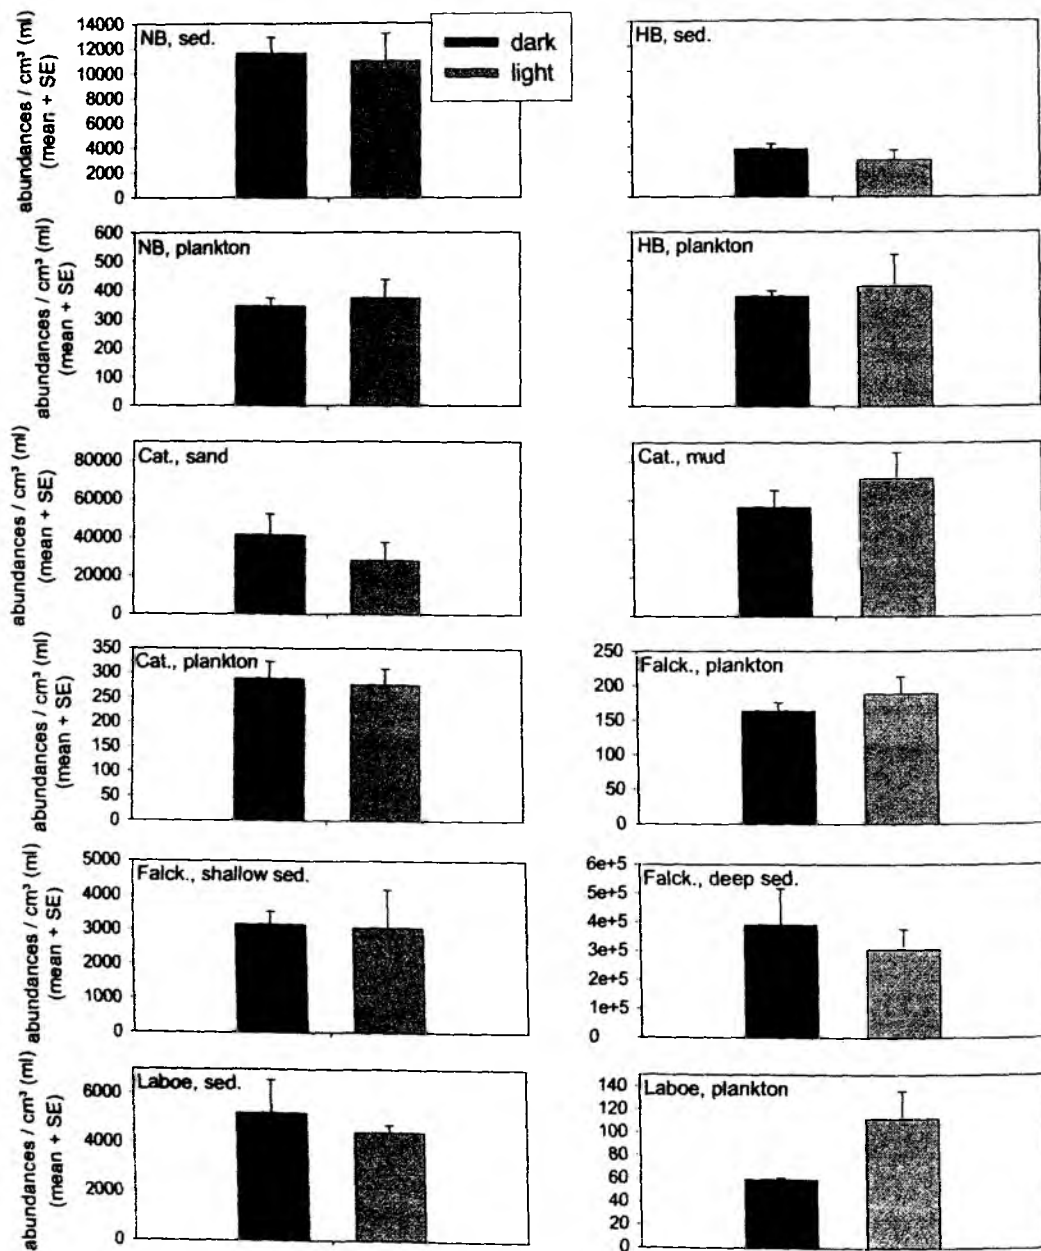 NB, sed.
abundances / cm³ (ml)
(mean + SE)
14000
12000
10000
8000
6000
4000
2000
0
dark
light
HB, sed.
NB, plankton
abundances / cm³ (ml)
(mean + SE)
600
500
400
300
200
100
0
HB, plankton
Cat., sand
abundances / cm³ (ml)
(mean + SE)
80000
60000
40000
20000
0
Cat., mud
Cat., plankton
abundances / cm³ (ml)
(mean + SE)
350
300
250
200
150
100
50
0
Falck., plankton
250
200
150
100
50
0
Falck., shallow sed.
abundances / cm³ (ml)
(mean + SE)
5000
4000
3000
2000
1000
0
Falck., deep sed.
6e+5
5e+5
4e+5
3e+5
2e+5
1e+5
0
Laboe, sed.
abundances / cm³ (ml)
(mean + SE)
6000
4000
2000
0
Laboe, plankton
140
120
100
80
60
40
20
0